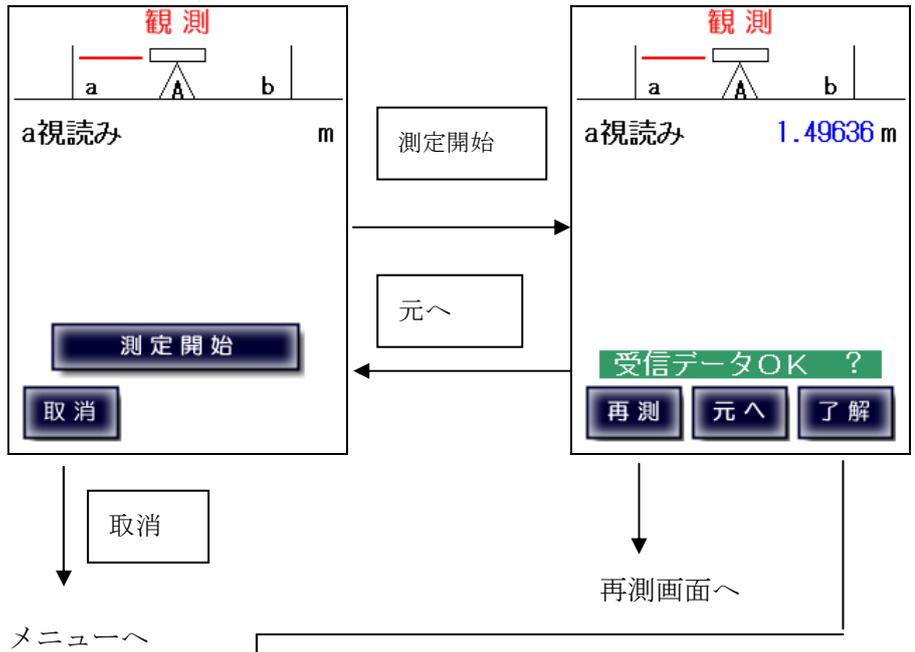 観測
a
A
b
a視読み m
測定開始
取消
測定開始
元へ
観測
a
A
b
a視読み 1.49636 m
受信データOK ?
再測
元へ
了解
取消
メニューへ
再測画面へ